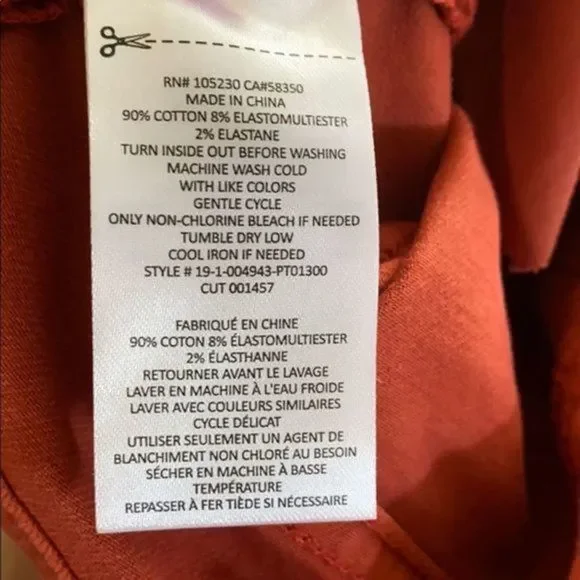 RN# 105230 CA#58350
MADE IN CHINA
90% COTTON 8% ELASTOMULTIESTER
2% ELASTANE
TURN INSIDE OUT BEFORE WASHING
MACHINE WASH COLD
WITH LIKE COLORS
GENTLE CYCLE
ONLY NON-CHLORINE BLEACH IF NEEDED
TUMBLE DRY LOW
COOL IRON IF NEEDED
STYLE # 19-1-004943-PT01300
CUT 001457
FABRIQUÉ EN CHINE
90% COTON 8% ÉLASTOMULTIESTER
2% ÉLASTHANNE
RETOURNER AVANT LE LAVAGE
LAVER EN MACHINE À L'EAU FROIDE
LAVER AVEC COULEURS SIMILAIRES
CYCLE DÉLICAT
UTILISER SEULEMENT UN AGENT DE
BLANCHIMENT NON CHLORÉ AU BESOIN
SÉCHER EN MACHINE À BASSE
TEMPÉRATURE
REPASSER À FER TIÈDE SI NÉCESSAIRE